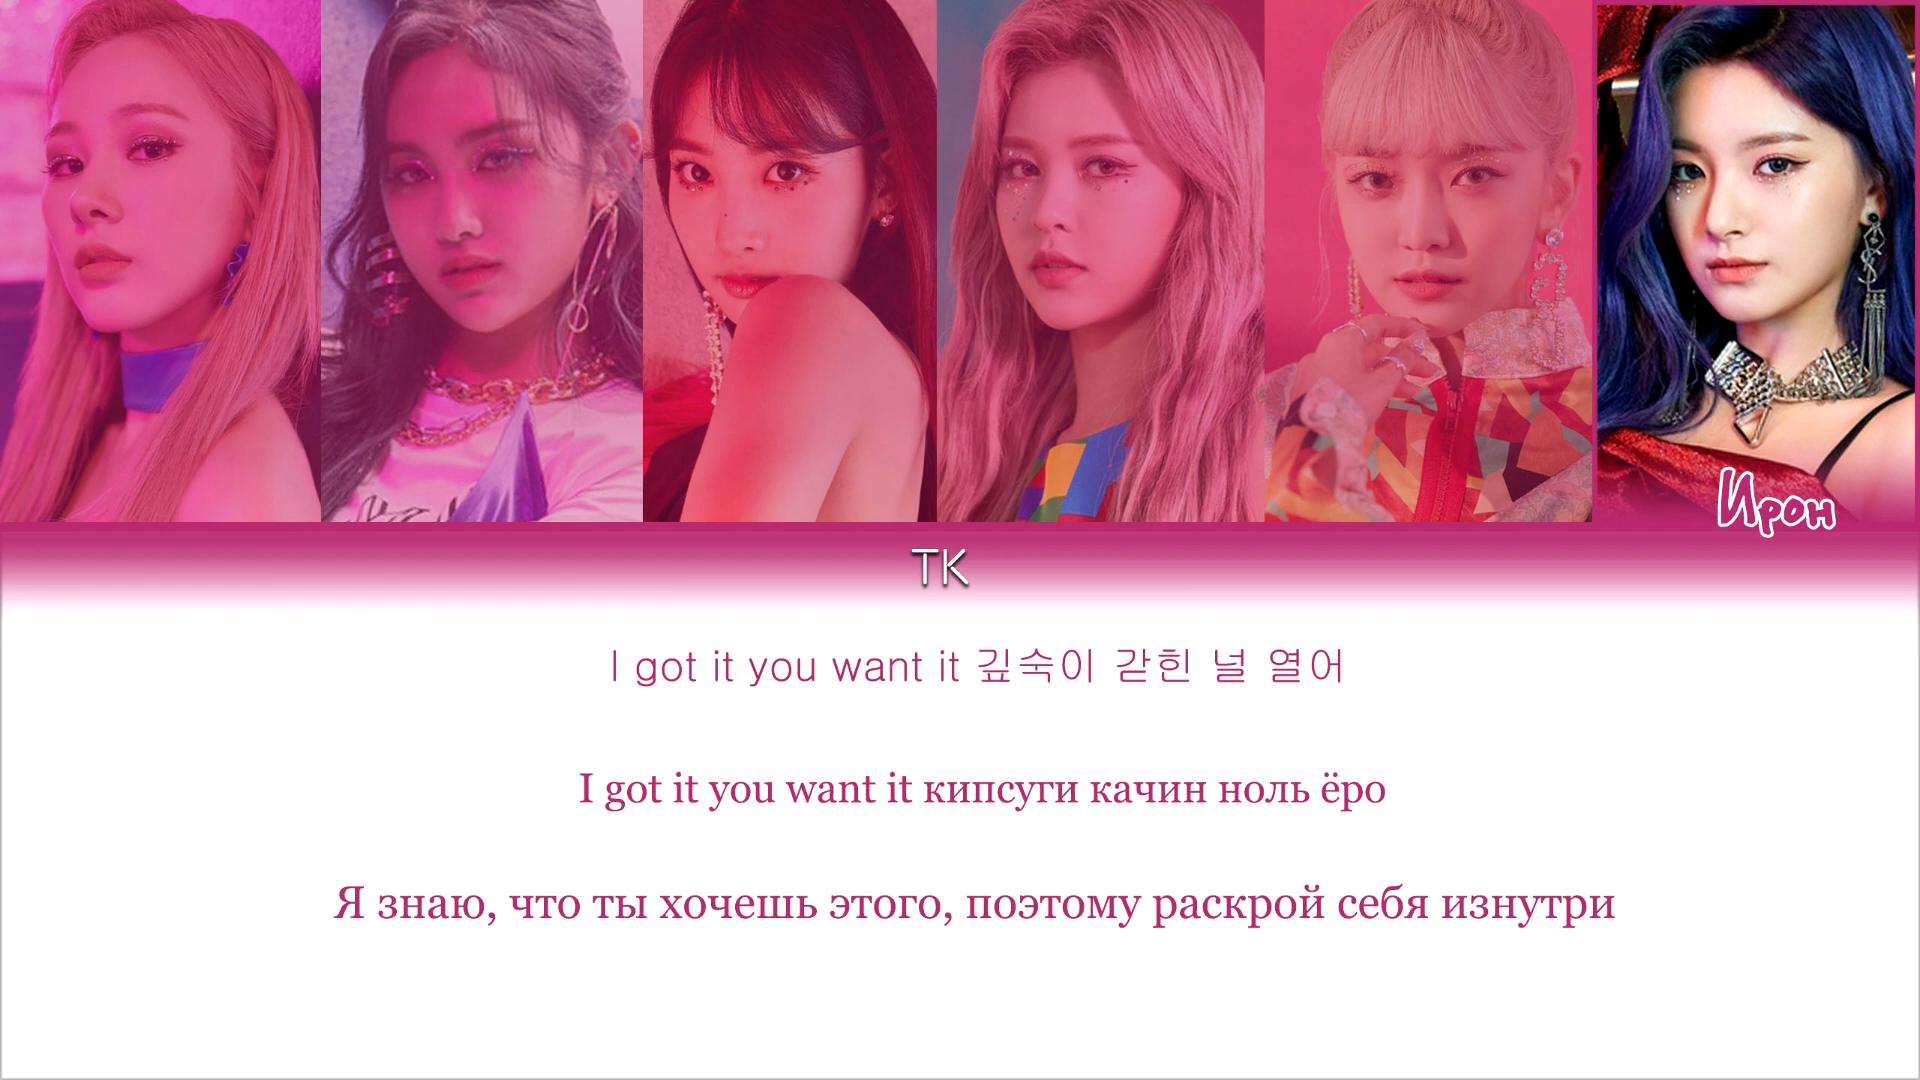 Ирон
TK
I got it you want it 깊숙이 갇힌 널 열어
I got it you want it кипсуги качин ноль ёро
Я знаю, что ты хочешь этого, поэтому раскрой себя изнутри